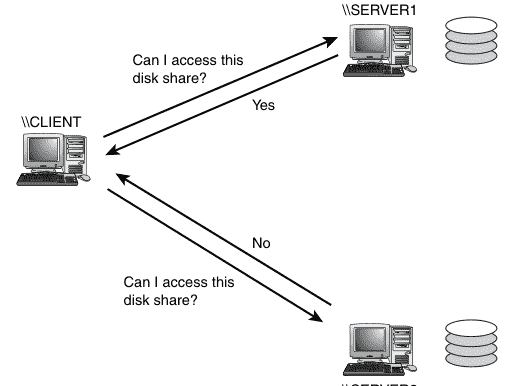 \\SERVER1
Can I access this
disk share?
Yes
\\CLIENT
No
Can I access this
disk share?